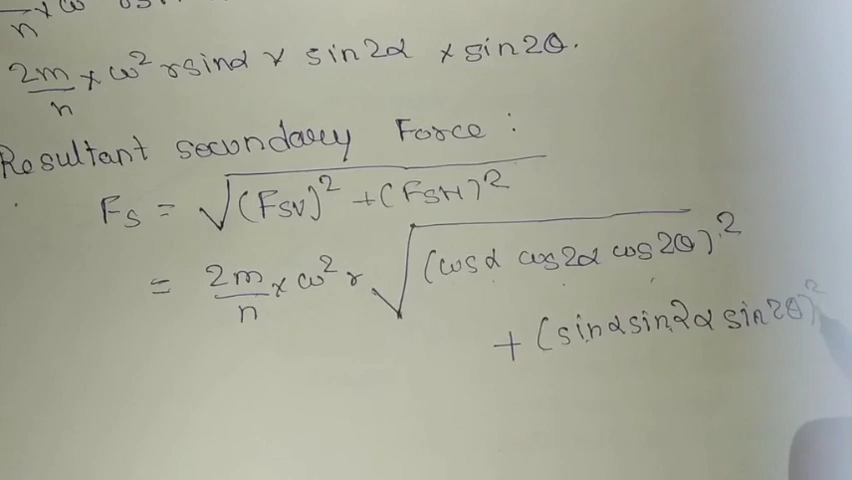 n × ω
2m/n × ω² r sinα × sin2α × sin2θ.
Resultant secondary Force :
Fs = √(FSV)² + (FSH)²
= 2m/n × ω² r √(cosα cos2α cos2θ)²
+ (sinα sin2α sin2θ)²